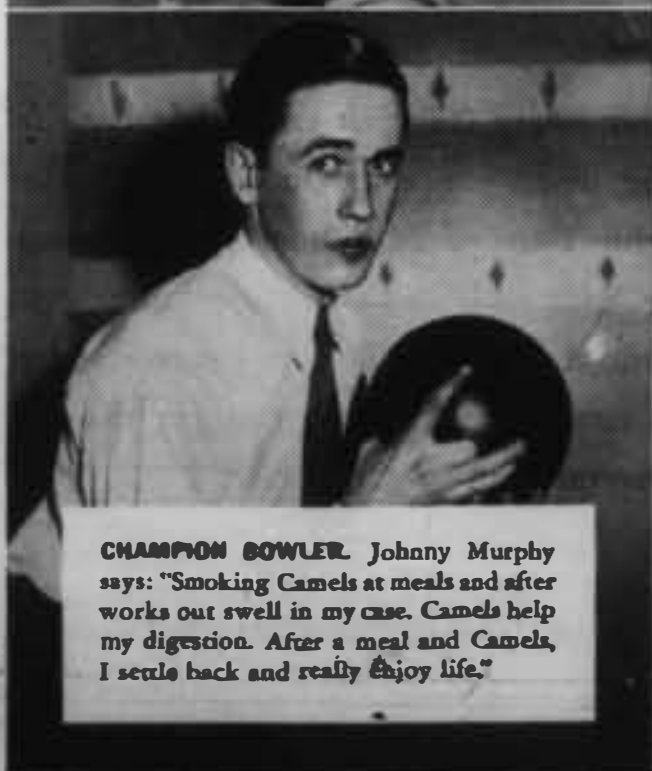 CHAMPION BOWLER. Johnny Murphy
says: "Smoking Camels at meals and after
works out swell in my case. Camels help
my digestion. After a meal and Camels,
I settle back and really enjoy life."